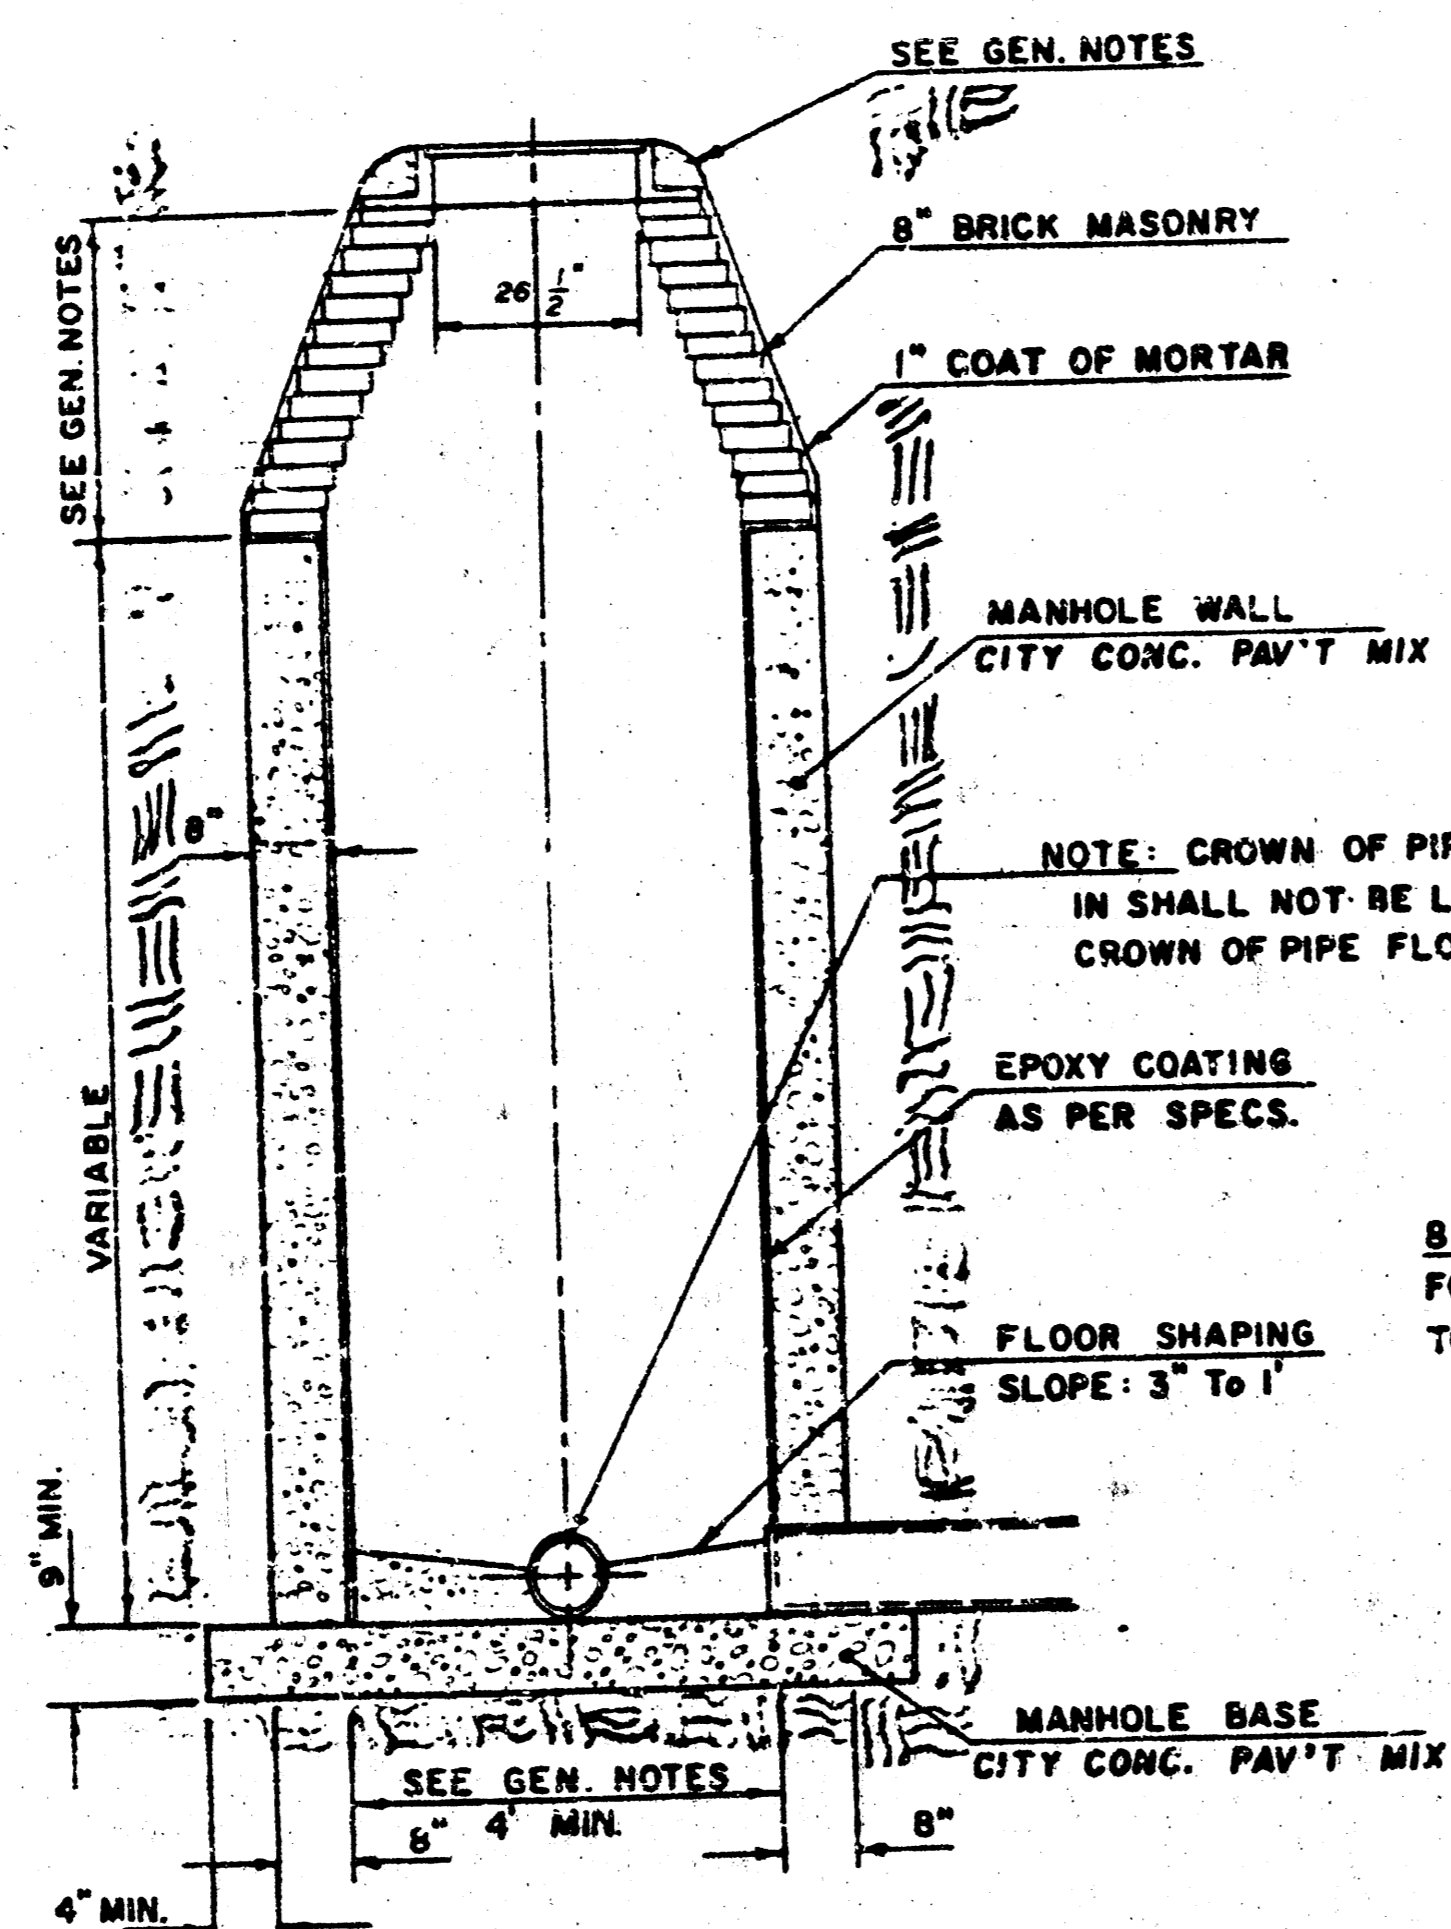 SEE GEN. NOTES
8" BRICK MASONRY
26 1/2"
1" COAT OF MORTAR
SEE GEN. NOTES
MANHOLE WALL
CITY CONC. PAV'T MIX
8"
NOTE: CROWN OF
IN SHALL NOT BE
CROWN OF PIPE
EPOXY COATING
AS PER SPECS.
VARIABLE
8
FLOOR SHAPING
SLOPE: 3" To 1'
9" MIN.
MANHOLE BASE
CITY CONC. PAV'T MIX
SEE GEN. NOTES
4' MIN.
8"
8"
4" MIN.